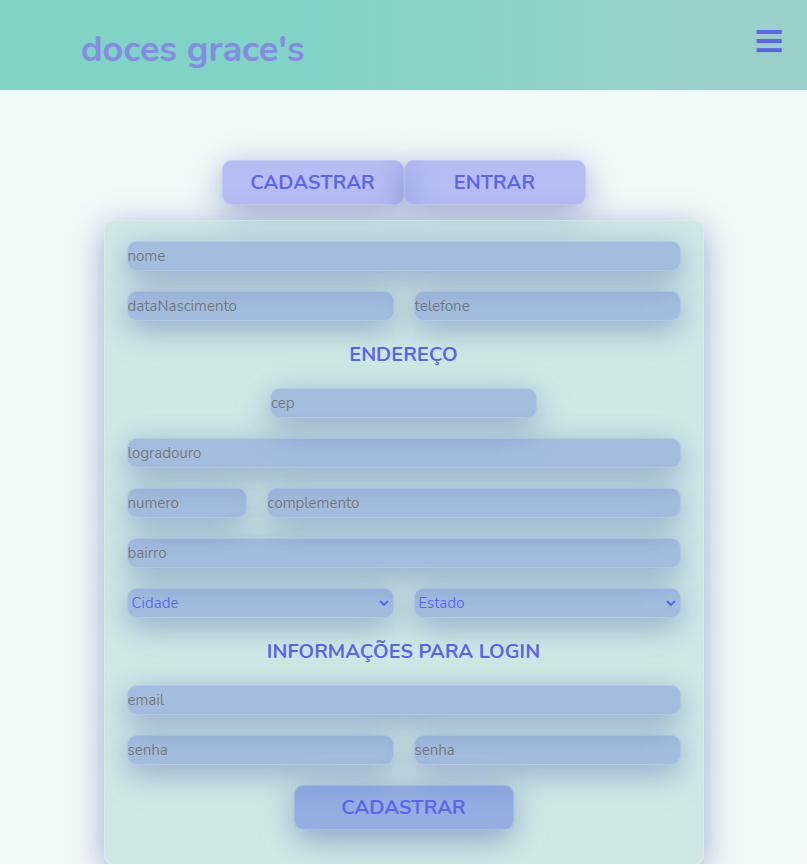 doces grace's
CADASTRAR ENTRAR
nome
dataNascimento telefone
ENDEREÇO
cep
logradouro
numero complemento
bairro
Cidade Estado
INFORMAÇÕES PARA LOGIN
email
senha senha
CADASTRAR